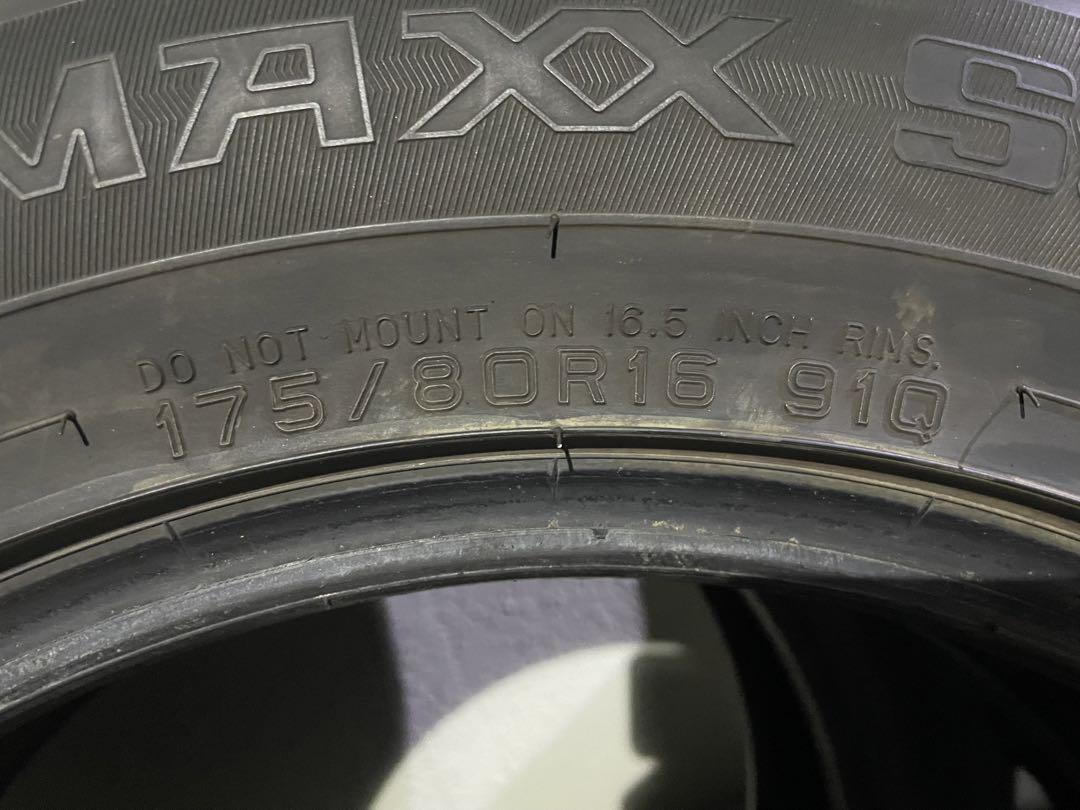 MAXX S
DO NOT MOUNT ON 16.5 INCH RIMS.
175/80R16 91Q